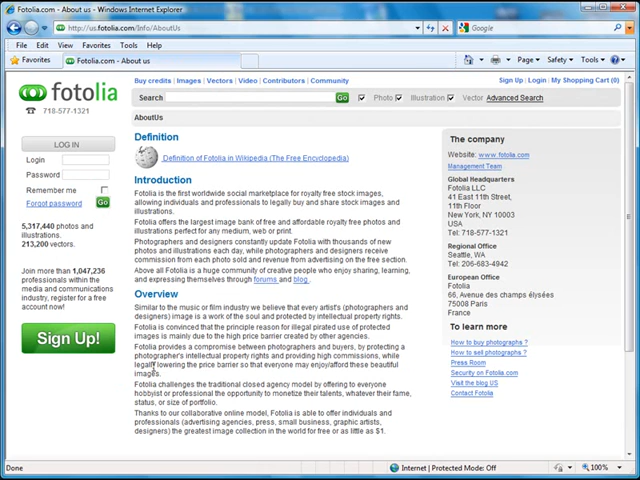 Fotolia.com - About us - Windows Internet Explorer
http://us.fotolia.com/Info/AboutUs
Google
File Edit View Favorites Tools Help
Favorites Fotolia.com - About us
Page Safety Tools
Buy credits | Images | Vectors | Video | Contributors | Community
Sign Up | Login | My Shopping Cart (0)
fotolia
718-577-1321
Search GO Photo Illustration Vector Advanced Search
AboutUs
LOG IN
Login
Password
Remember me
Forgot password GO
5,317,440 photos and
illustrations.
213,200 vectors.
Join more than 1,047,236
professionals within the
media and communications
industry, register for a free
account now!
Sign Up!
Definition
Definition of Fotolia in Wikipedia (The Free Encyclopedia)
Introduction
Fotolia is the first worldwide social marketplace for royalty free stock images,
allowing individuals and professionals to legally buy and share stock images and
illustrations.
Fotolia offers the largest image bank of free and affordable royalty free photos and
illustrations perfect for any medium, web or print.
Photographers and designers constantly update Fotolia with thousands of new
photos and illustrations each day, while photographers and designers receive
commission from each photo sold and revenue from advertising on the free section.
Above all Fotolia is a huge community of creative people who enjoy sharing, learning,
and expressing themselves through forums and blog.
Overview
Similar to the music or film industry we believe that every artist's (photographers and
designers) image is a work of the soul and protected by intellectual property rights.
Fotolia is convinced that the principle reason for illegal pirated use of protected
images is mainly due to the high price barrier created by other agencies.
Fotolia provides a compromise between photographers and buyers, by protecting a
photographer's intellectual property rights and providing high commissions, while
legally lowering the price barrier so that everyone may enjoy/afford these beautiful
images.
Fotolia challenges the traditional closed agency model by offering to everyone
hobbyist or professional the opportunity to monetize their talents, whatever their fame,
status, or size of portfolio.
Thanks to our collaborative online model, Fotolia is able to offer individuals and
professionals (advertising agencies, press, small business, graphic artists,
designers) the greatest image collection in the world for free or as little as $1.
The company
Website: www.fotolia.com
Management Team
Global Headquarters
Fotolia LLC
41 East 11th Street,
11th Floor
New York, NY 10003
USA
Tel: 718-577-1321
Regional Office
Seattle, WA
Tel: 206-683-4942
European Office
Fotolia
66, Avenue des champs élysées
75008 Paris
France
To learn more
How to buy photographs ?
How to sell photographs ?
Press Room
Security on Fotolia.com
Visit the blog US
Contact Fotolia
Done Internet | Protected Mode: Off 100%